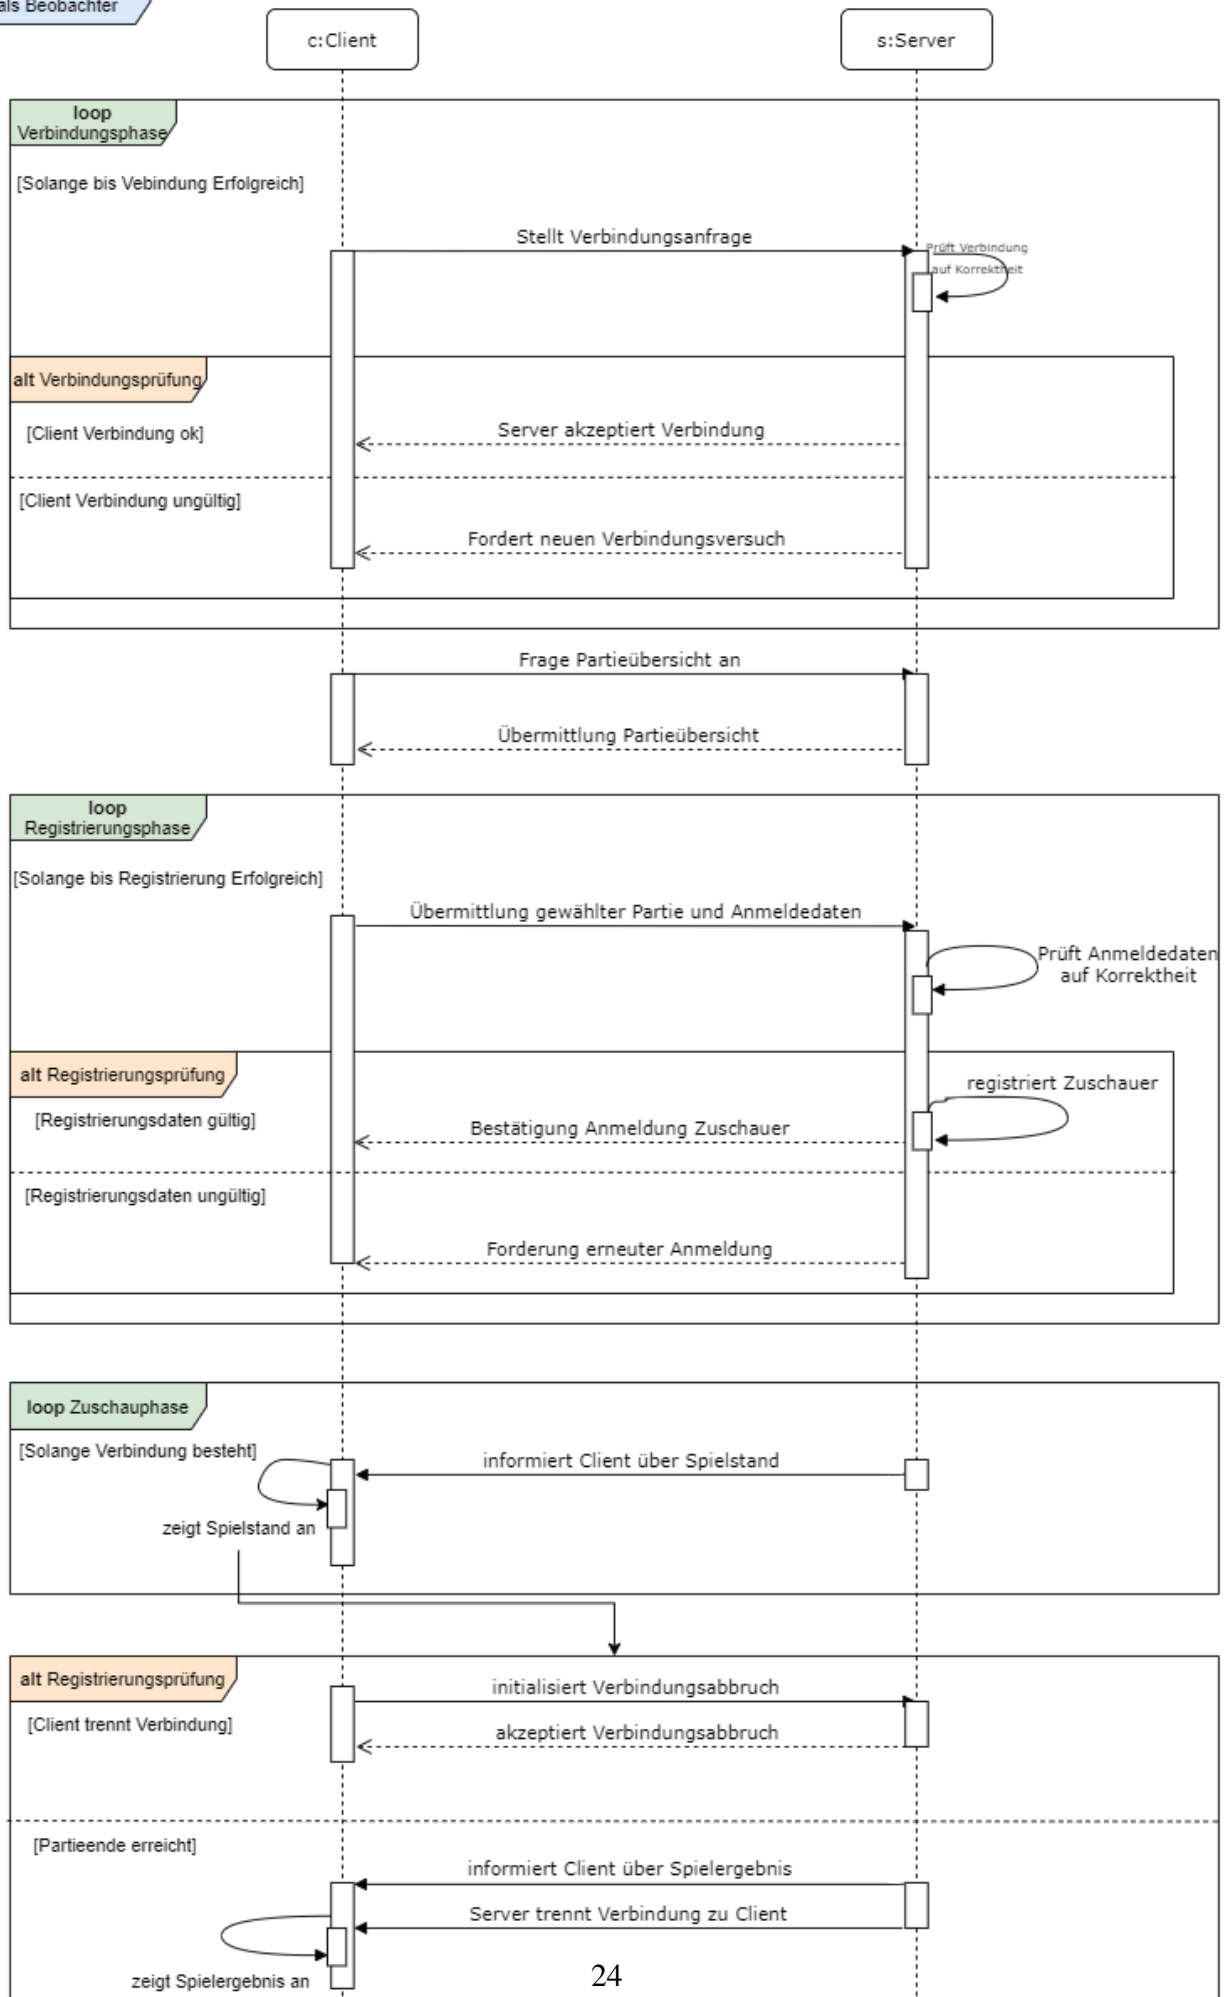 als Beobachter
c:Client
s:Server
loop
Verbindungsphase
[Solange bis Vebindung Erfolgreich]
Stellt Verbindungsanfrage
Prüft Verbindung
auf Korrektheit
alt Verbindungsprüfung
[Client Verbindung ok]
Server akzeptiert Verbindung
[Client Verbindung ungültig]
Fordert neuen Verbindungsversuch
Frage Partieübersicht an
Übermittlung Partieübersicht
loop
Registrierungsphase
[Solange bis Registrierung Erfolgreich]
Übermittlung gewählter Partie und Anmeldedaten
Prüft Anmeldedaten
auf Korrektheit
alt Registrierungsprüfung
registriert Zuschauer
[Registrierungsdaten gültig]
Bestätigung Anmeldung Zuschauer
[Registrierungsdaten ungültig]
Forderung erneuter Anmeldung
loop Zuschauphase
[Solange Verbindung besteht]
informiert Client über Spielstand
zeigt Spielstand an
alt Registrierungsprüfung
initialisiert Verbindungsabbruch
[Client trennt Verbindung]
akzeptiert Verbindungsabbruch
[Partieende erreicht]
informiert Client über Spielergebnis
Server trennt Verbindung zu Client
zeigt Spielergebnis an
24